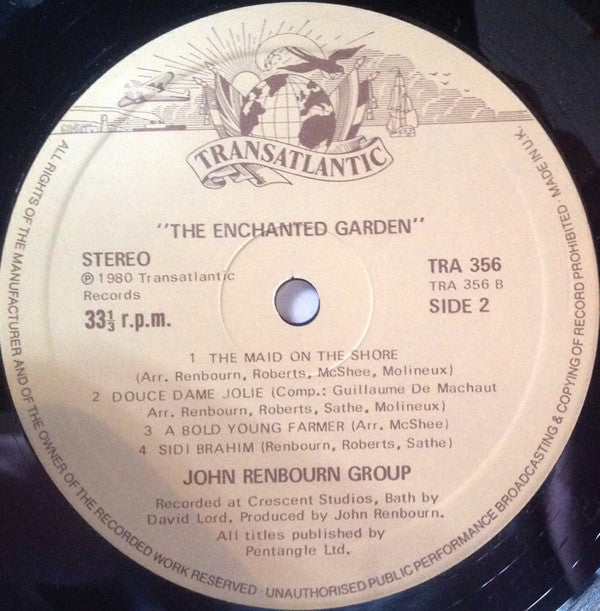 TRANSATLANTIC
"THE ENCHANTED GARDEN"
STEREO
℗ 1980 Transatlantic
Records
33⅓ r.p.m.
TRA 356
TRA 356 B
SIDE 2
1 THE MAID ON THE SHORE
(Arr. Renbourn, Roberts, McShee, Molineux)
2 DOUCE DAME JOLIE (Comp.: Guillaume De Machaut
Arr. Renbourn, Roberts, Sathe, Molineux)
3 A BOLD YOUNG FARMER (Arr. McShee)
4 SIDI BRAHIM (Renbourn, Roberts, Sathe)
JOHN RENBOURN GROUP
Recorded at Crescent Studios, Bath by
David Lord. Produced by John Renbourn.
All titles published by
Pentangle Ltd.
ALL RIGHTS OF THE MANUFACTURER AND OF THE OWNER OF THE RECORDED WORK RESERVED · UNAUTHORISED PUBLIC PERFORMANCE BROADCASTING & COPYING OF RECORD PROHIBITED · MADE IN U.K.